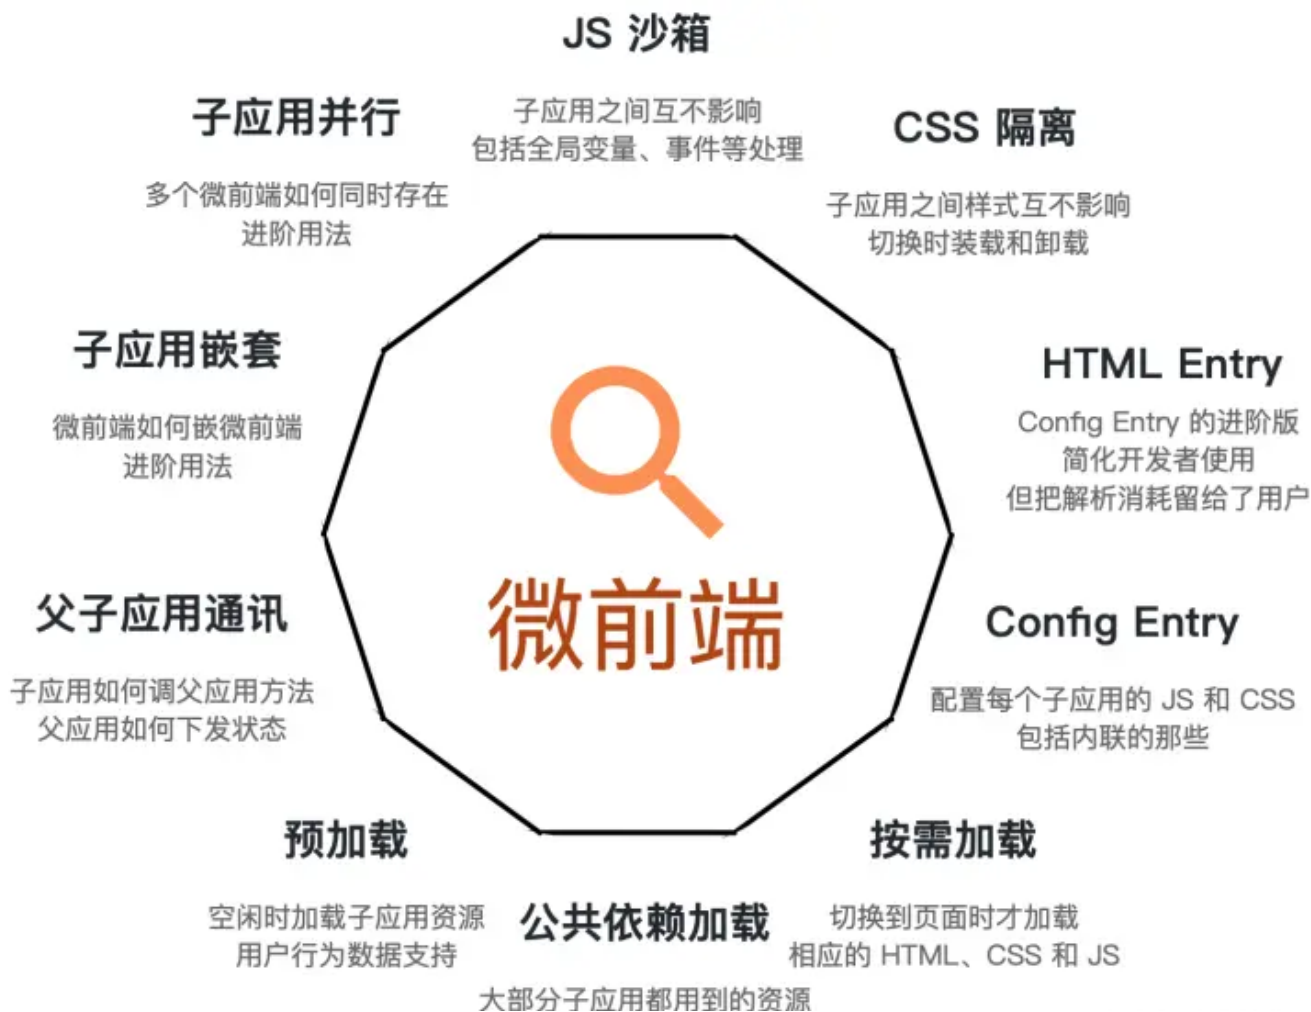 JS 沙箱
子应用之间互不影响
包括全局变量、事件等处理
CSS 隔离
子应用之间样式互不影响
切换时装载和卸载
HTML Entry
Config Entry 的进阶版
简化开发者使用
但把解析消耗留给了用户
Config Entry
配置每个子应用的 JS 和 CSS
包括内联的那些
按需加载
切换到页面时才加载
相应的 HTML、CSS 和 JS
公共依赖加载
大部分子应用都用到的资源
预加载
空闲时加载子应用资源
用户行为数据支持
父子应用通讯
子应用如何调父应用方法
父应用如何下发状态
子应用嵌套
微前端如何嵌微前端
进阶用法
子应用并行
多个微前端如何同时存在
进阶用法
微前端